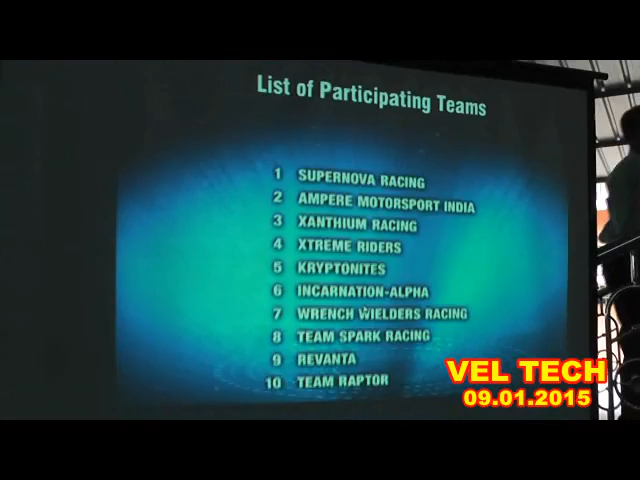 List of Participating Teams
1 SUPERNOVA RACING
2 AMPERE MOTORSPORT INDIA
3 XANTHIUM RACING
4 XTREME RIDERS
5 KRYPTONITES
6 INCARNATION-ALPHA
7 WRENCH WIELDERS RACING
8 TEAM SPARK RACING
9 REVANTA
10 TEAM RAPTOR
VEL TECH
09.01.2015